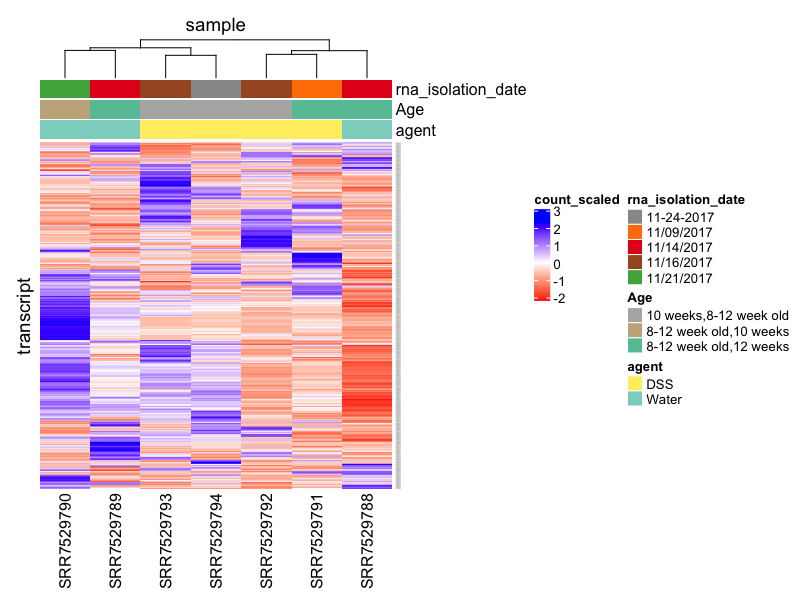 sample
rna_isolation_date
Age
agent
transcript
SRR7529790
SRR7529789
SRR7529793
SRR7529794
SRR7529792
SRR7529791
SRR7529788
count_scaled
3
2
1
0
-1
-2
rna_isolation_date
11-24-2017
11/09/2017
11/14/2017
11/16/2017
11/21/2017
Age
10 weeks,8-12 week old
8-12 week old,10 weeks
8-12 week old,12 weeks
agent
DSS
Water